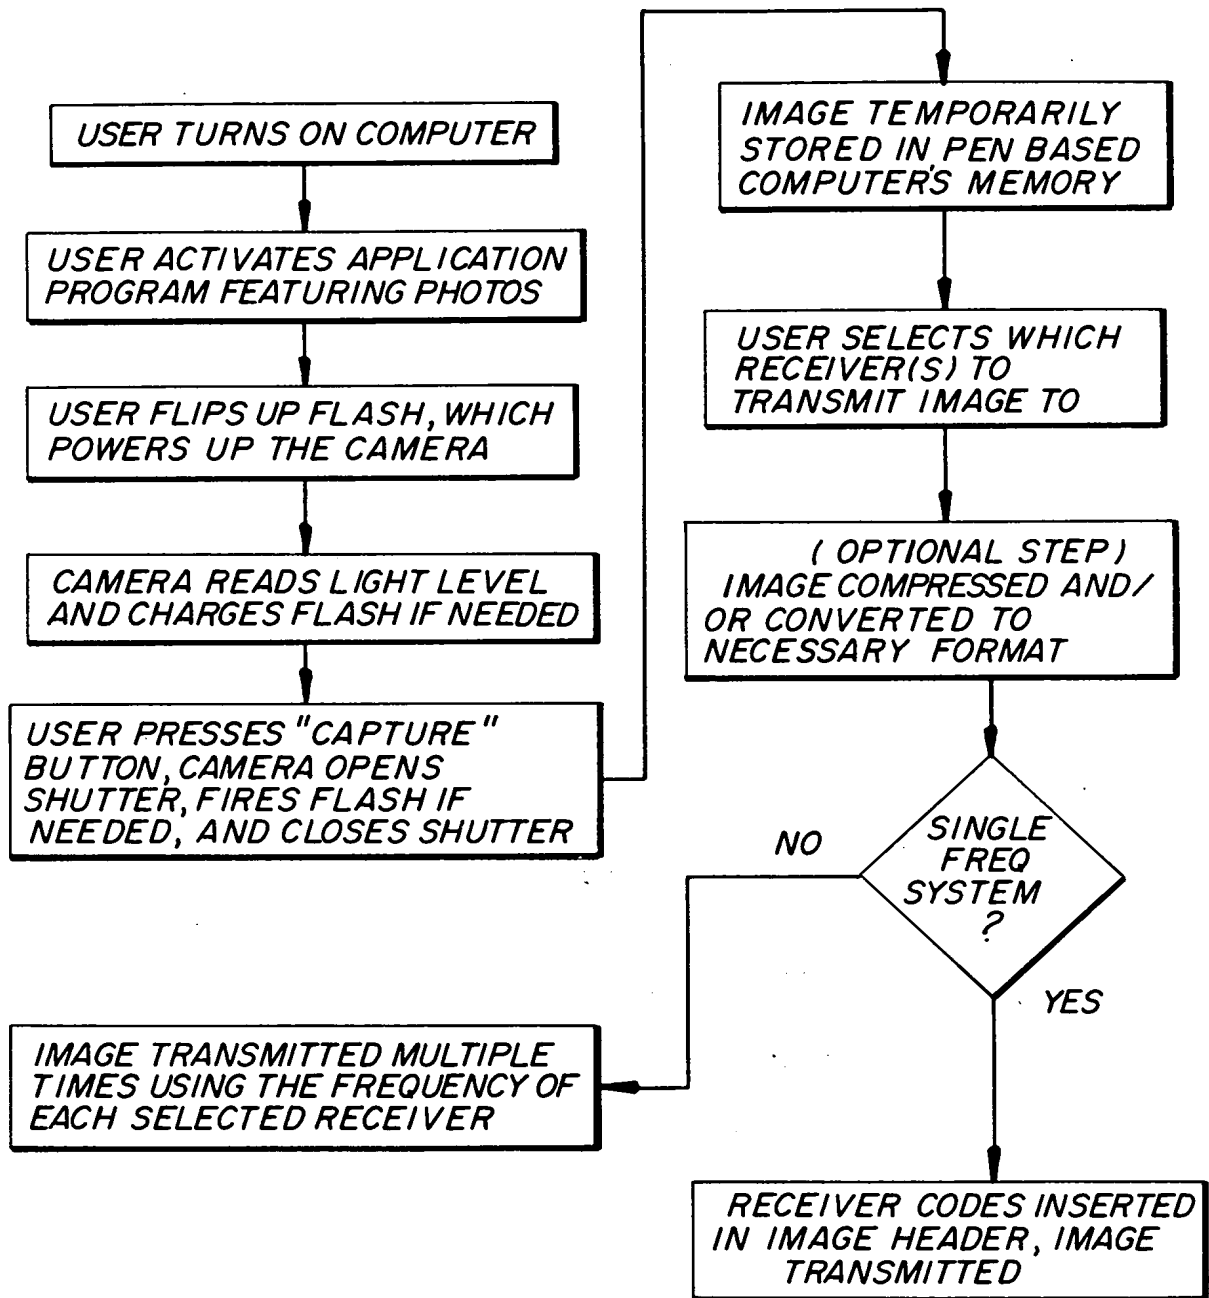 USER TURNS ON COMPUTER
USER ACTIVATES APPLICATION
PROGRAM FEATURING PHOTOS
USER FLIPS UP FLASH, WHICH
POWERS UP THE CAMERA
CAMERA READS LIGHT LEVEL
AND CHARGES FLASH IF NEEDED
USER PRESSES "CAPTURE"
BUTTON, CAMERA OPENS
SHUTTER, FIRES FLASH IF
NEEDED, AND CLOSES SHUTTER
IMAGE TEMPORARILY
STORED IN PEN BASED
COMPUTER'S MEMORY
USER SELECTS WHICH
RECEIVER(S) TO
TRANSMIT IMAGE TO
(OPTIONAL STEP)
IMAGE COMPRESSED AND/
OR CONVERTED TO
NECESSARY FORMAT
SINGLE
FREQ
SYSTEM
?
NO
YES
IMAGE TRANSMITTED MULTIPLE
TIMES USING THE FREQUENCY OF
EACH SELECTED RECEIVER
RECEIVER CODES INSERTED
IN IMAGE HEADER, IMAGE
TRANSMITTED